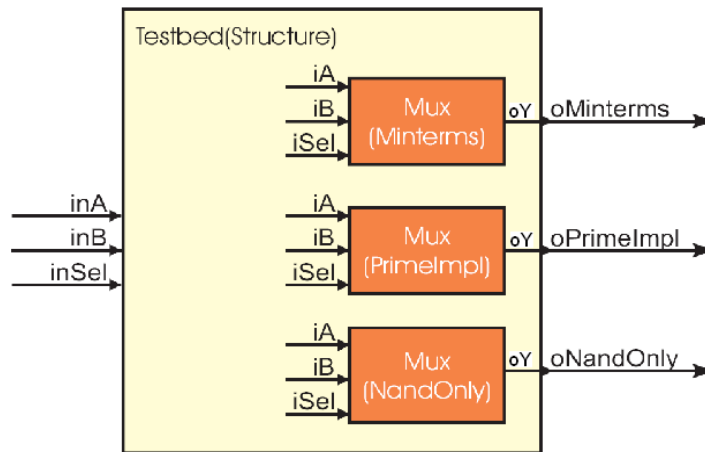 Testbed(Structure)
iA
iB
iSel
Mux
(Minterms)
oY
oMinterms
inA
inB
inSel
iA
iB
iSel
Mux
(PrimeImpl)
oY
oPrimeImpl
iA
iB
iSel
Mux
(NandOnly)
oY
oNandOnly